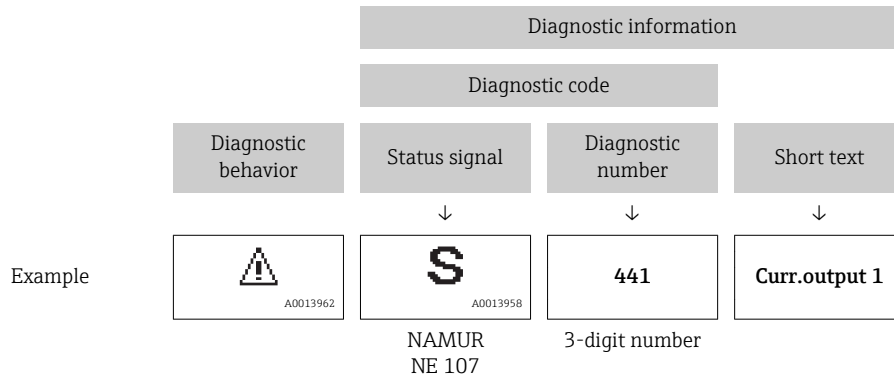 Diagnostic information
Diagnostic code
Diagnostic
behavior
Status signal
Diagnostic
number
Short text
↓ ↓ ↓
Example
A0013962
S
A0013958
441
Curr.output 1
NAMUR
NE 107
3-digit number